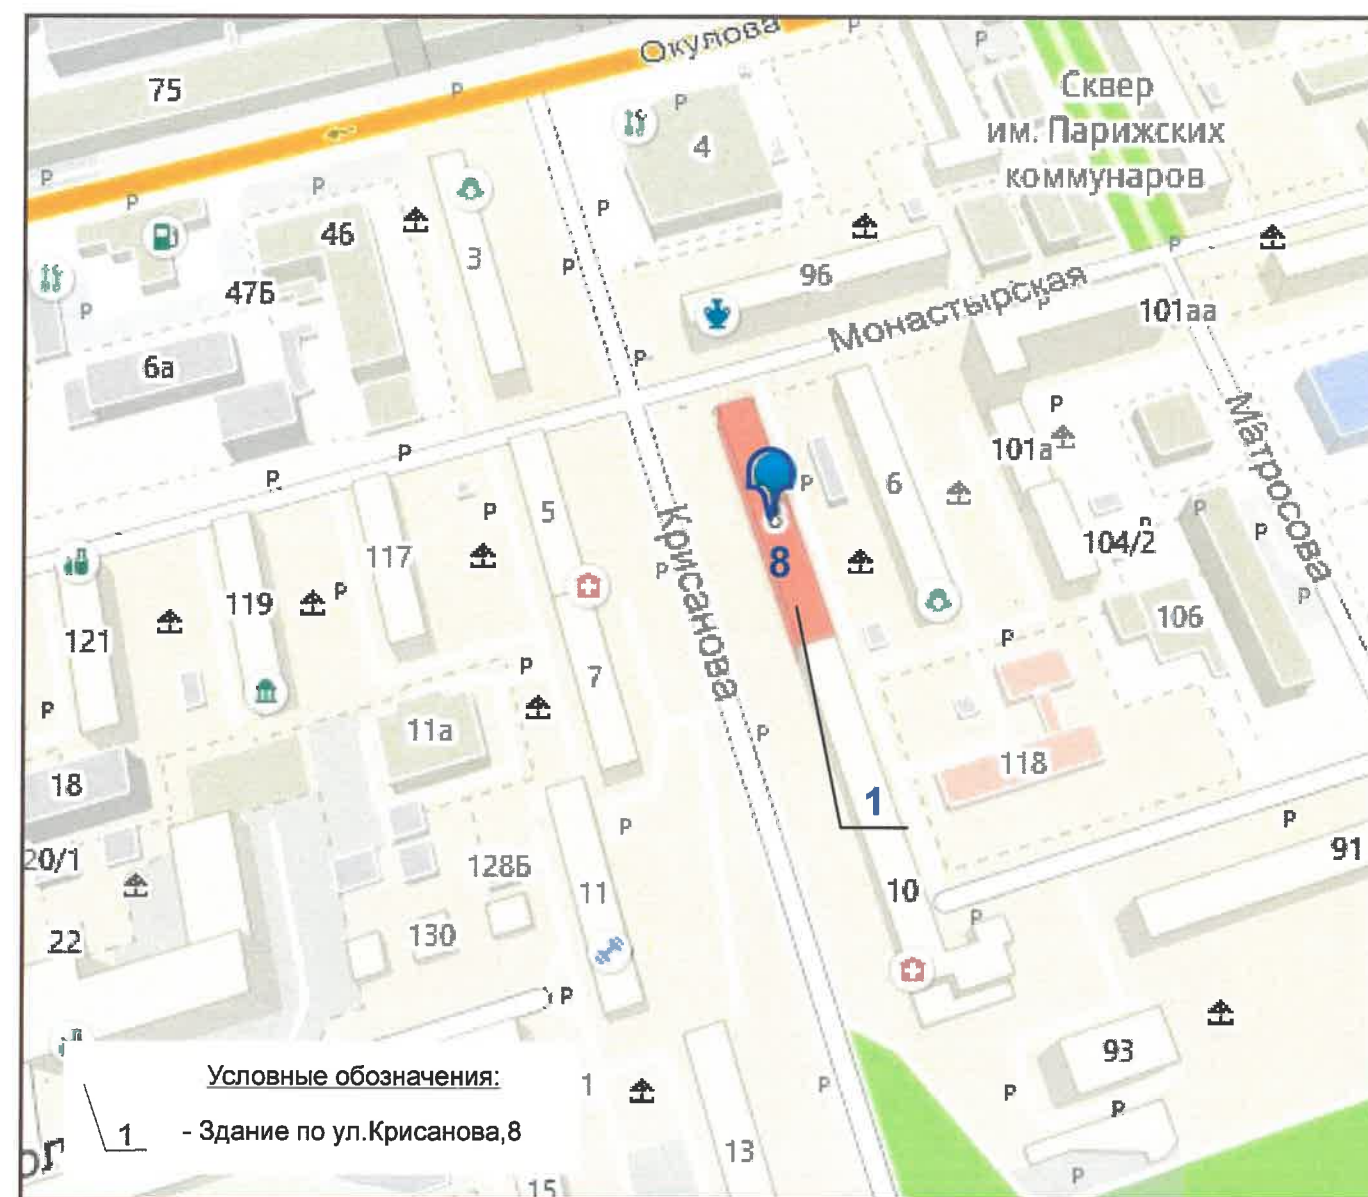 Окулова
75
P
P
P
4
Сквер
им. Парижских
коммунаров
P
P
P
P
P
46
3
P
P
96
P
47Б
P
Монастырская
P
101аа
6а
P
P
Матросова
101а
P
P
8
P
6
5
P
117
Крисанова
P
104/2
P
P
119
P
121
P
106
P
7
P
P
P
11а
P
118
18
1
P
P
91
20/1
128Б
11
10
P
22
130
P
93
P
P
P
P
1
13
15
Условные обозначения:
1
- Здание по ул.Крисанова,8